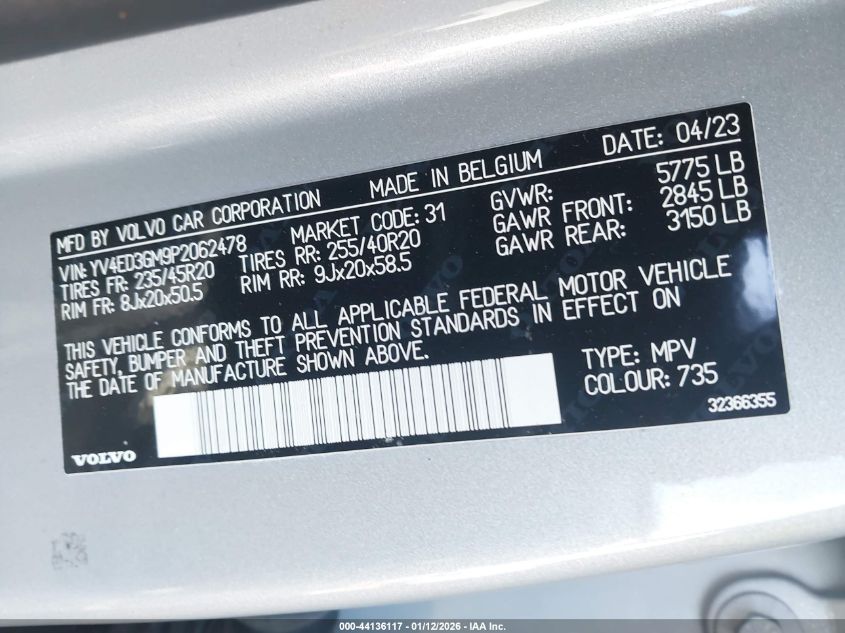 MFD BY VOLVO CAR CORPORATION MADE IN BELGIUM DATE: 04/23
VIN: YV4ED3GM9P2062478 MARKET CODE: 31 GVWR: 5775 LB
TIRES FR: 235/45R20 TIRES RR: 255/40R20 GAWR FRONT: 2845 LB
RIM FR: 8Jx20x50.5 RIM RR: 9Jx20x58.5 GAWR REAR: 3150 LB
THIS VEHICLE CONFORMS TO ALL APPLICABLE FEDERAL MOTOR VEHICLE
SAFETY, BUMPER AND THEFT PREVENTION STANDARDS IN EFFECT ON
THE DATE OF MANUFACTURE SHOWN ABOVE.
TYPE: MPV
COLOUR: 735
VOLVO
32366355
000-44136117 - 01/12/2026 - IAA Inc.